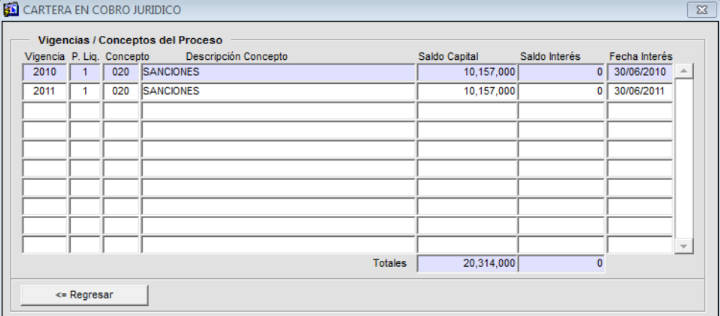 CARTERA EN COBRO JURIDICO
Vigencias / Conceptos del Proceso
Vigencia P. Liq. Concepto Descripción Concepto Saldo Capital Saldo Interés Fecha Interés
2010 1 020 SANCIONES 10,157,000 0 30/06/2010
2011 1 020 SANCIONES 10,157,000 0 30/06/2011
Totales 20,314,000 0
<= Regresar